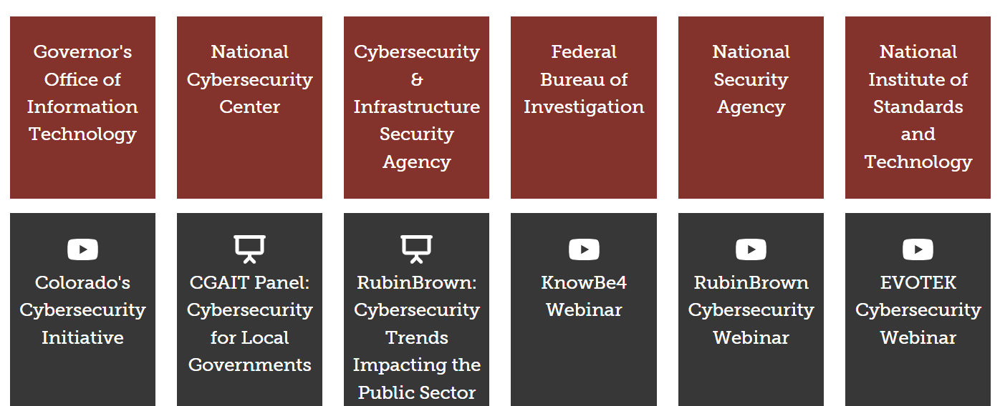 Governor's
Office of
Information
Technology
National
Cybersecurity
Center
Cybersecurity
&
Infrastructure
Security
Agency
Federal
Bureau of
Investigation
National
Security
Agency
National
Institute of
Standards
and
Technology
Colorado's
Cybersecurity
Initiative
CGAIT Panel:
Cybersecurity
for Local
Governments
RubinBrown:
Cybersecurity
Trends
Impacting the
Public Sector
KnowBe4
Webinar
RubinBrown
Cybersecurity
Webinar
EVOTEK
Cybersecurity
Webinar